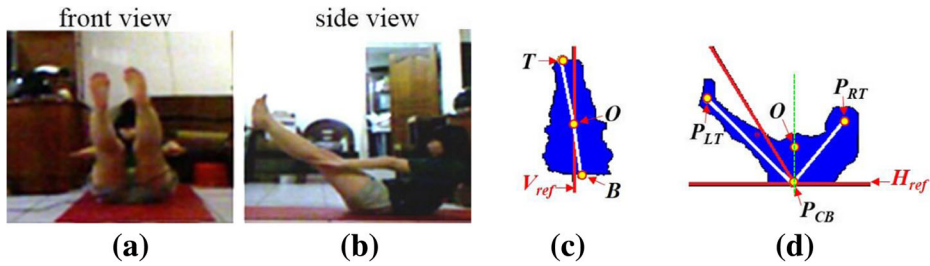 front view
side view
T
O
V_ref
B
P_LT
O
P_RT
H_ref
P_CB
(a)
(b)
(c)
(d)